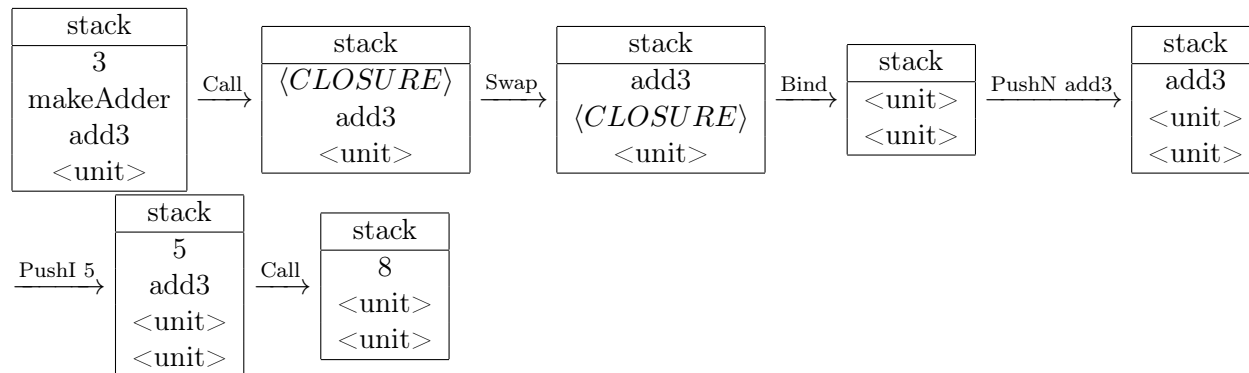 stack
3
makeAdder
add3
<unit>
Call
stack
⟨CLOSURE⟩
add3
<unit>
Swap
stack
add3
⟨CLOSURE⟩
<unit>
Bind
stack
<unit>
<unit>
PushN add3
stack
add3
<unit>
<unit>
PushI 5
stack
5
add3
<unit>
<unit>
Call
stack
8
<unit>
<unit>